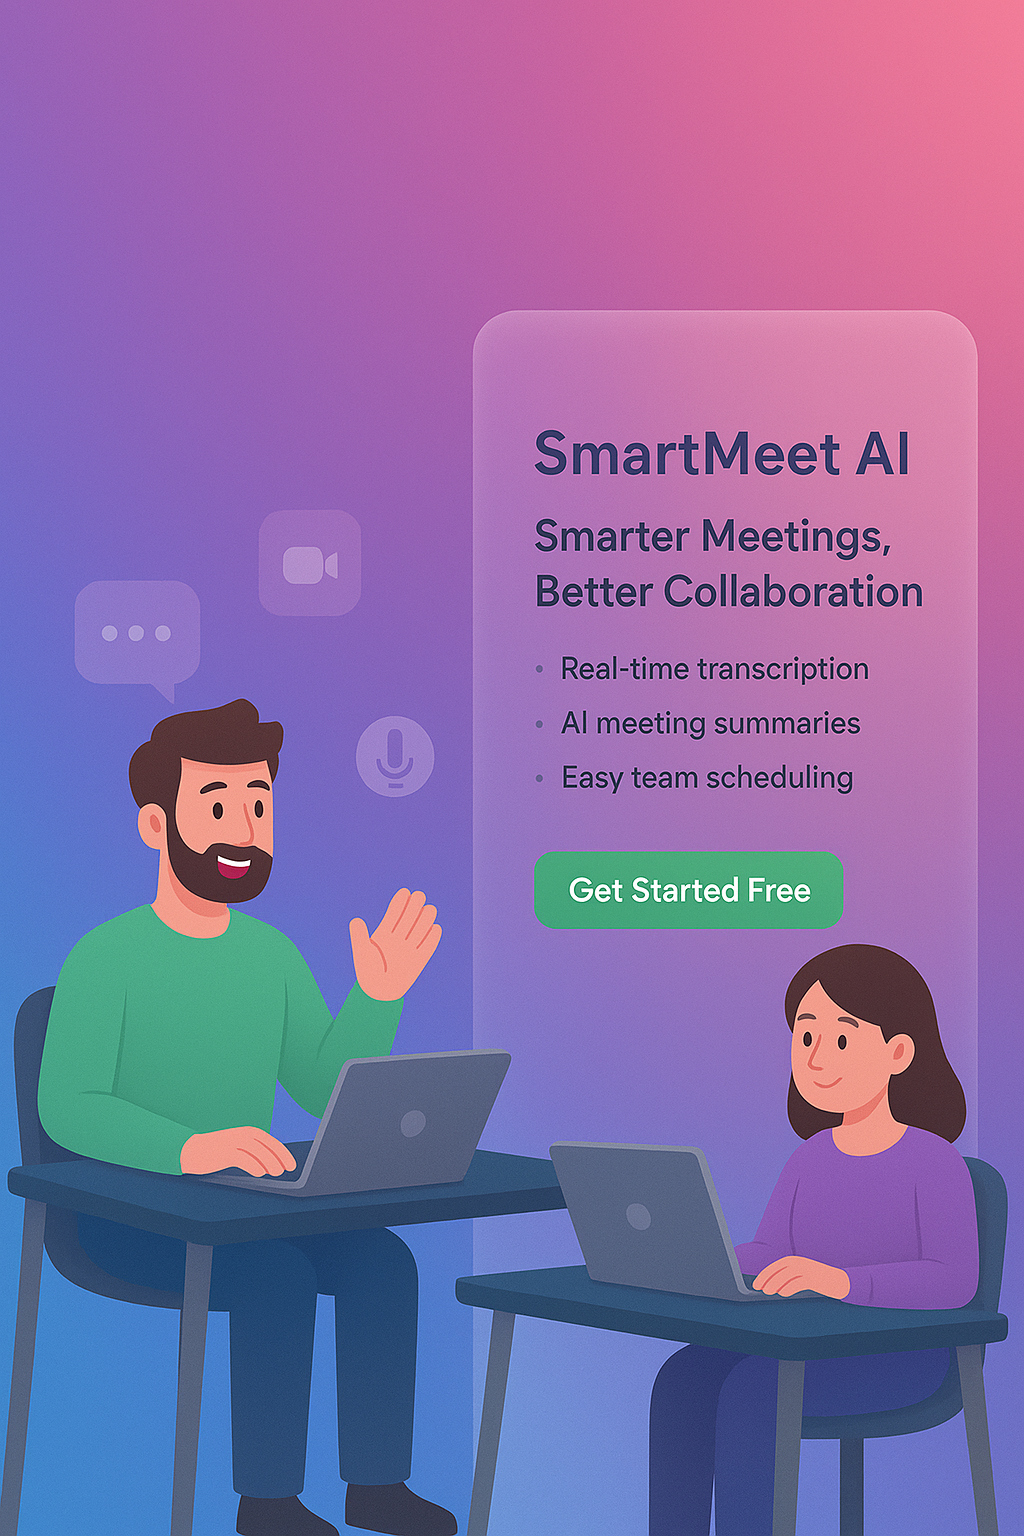 SmartMeet AI
Smarter Meetings,
Better Collaboration
• Real-time transcription
• AI meeting summaries
• Easy team scheduling
Get Started Free